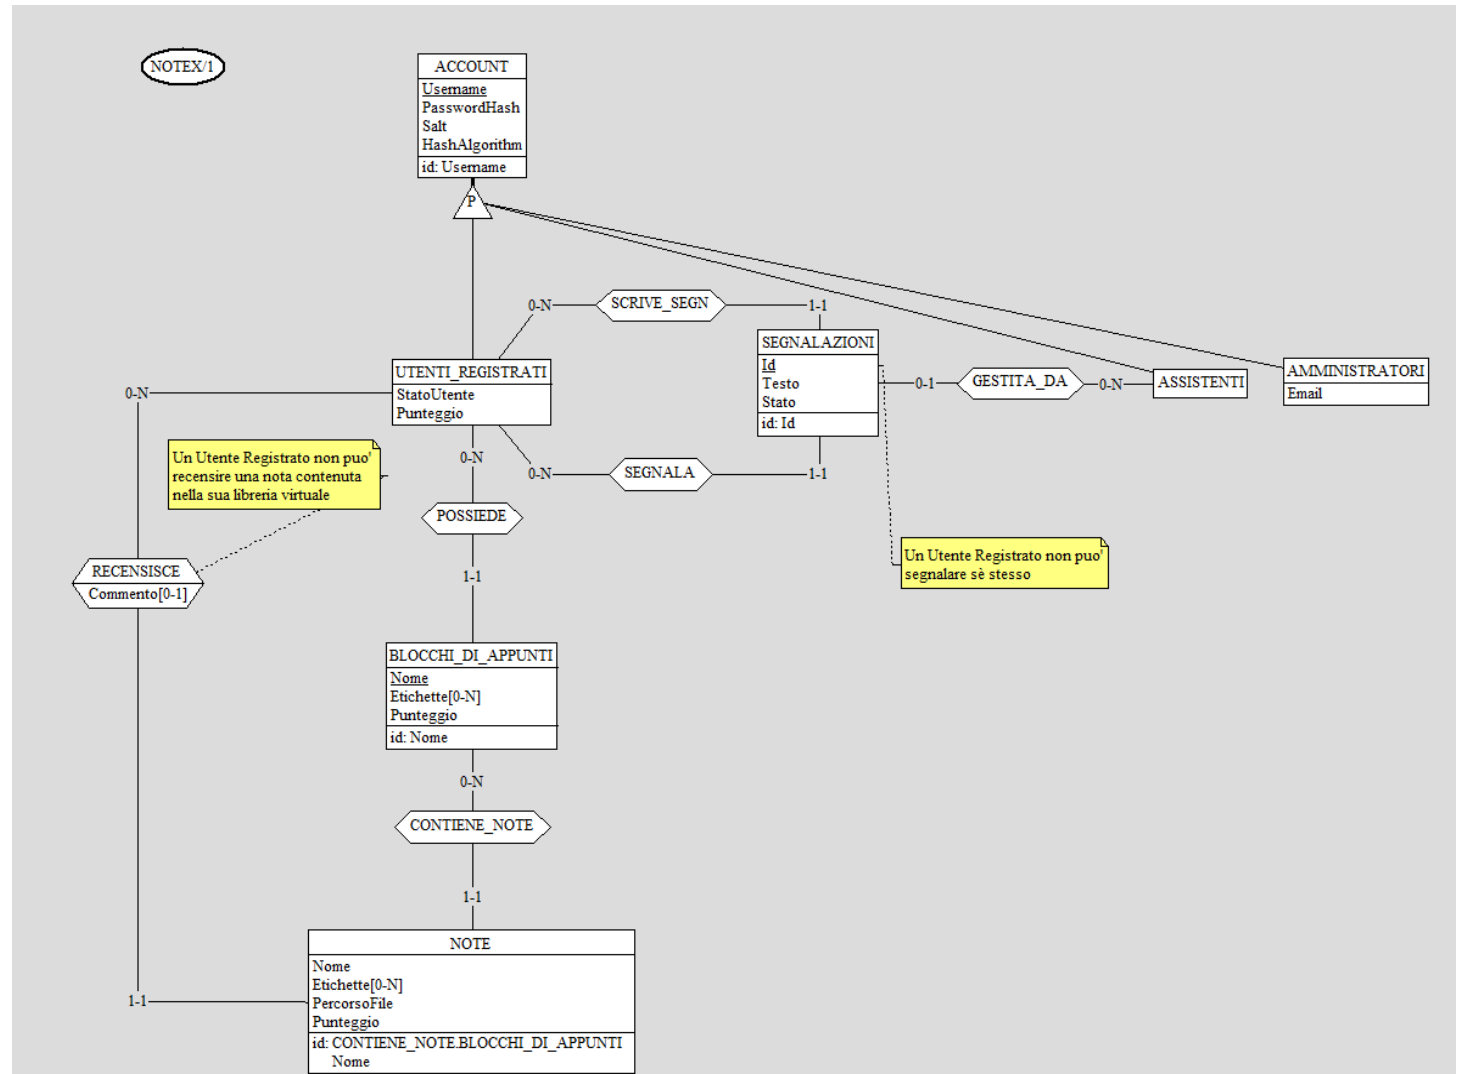 NOTEX/1
ACCOUNT
Username
PasswordHash
Salt
HashAlgorithm
id: Username
P
0-N
SCRIVE_SEGN
1-1
SEGNALAZIONI
Id
Testo
Stato
id: Id
UTENTI_REGISTRATI
StatoUtente
Punteggio
0-1
GESTITA_DA
0-N
ASSISTENTI
AMMINISTRATORI
Email
0-N
Un Utente Registrato non puo'
recensire una nota contenuta
nella sua libreria virtuale
0-N
0-N
SEGNALA
1-1
POSSIEDE
Un Utente Registrato non puo'
segnalare sè stesso
RECENSISCE
Commento[0-1]
1-1
BLOCCHI_DI_APPUNTI
Nome
Etichette[0-N]
Punteggio
id: Nome
0-N
CONTIENE_NOTE
1-1
NOTE
Nome
Etichette[0-N]
PercorsoFile
Punteggio
id: CONTIENE_NOTE.BLOCCHI_DI_APPUNTI
Nome
1-1